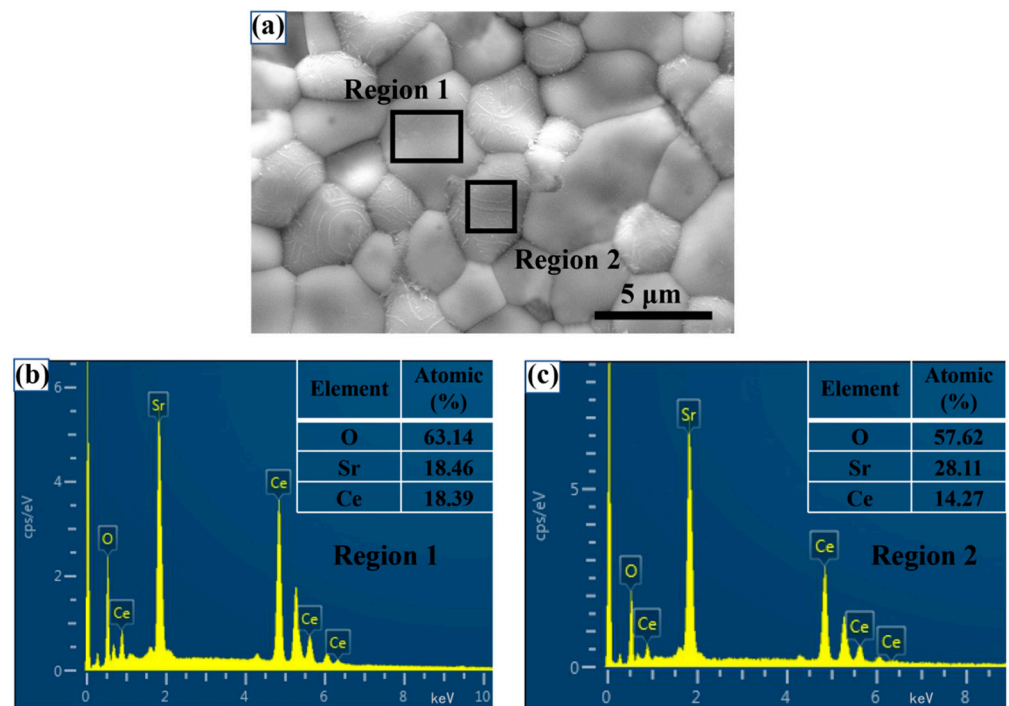 (a)
Region 1
Region 2
5 μm
(b)
Element Atomic (%)
O 63.14
Sr 18.46
Ce 18.39
Region 1
cps/eV
6
4
2
0
Sr
Ce
O
Ce
Ce
Ce
0 2 4 6 8 10
keV
(c)
Element Atomic (%)
O 57.62
Sr 28.11
Ce 14.27
Region 2
cps/eV
5
0
Sr
Ce
O
Ce
Ce
Ce
0 2 4 6 8
keV